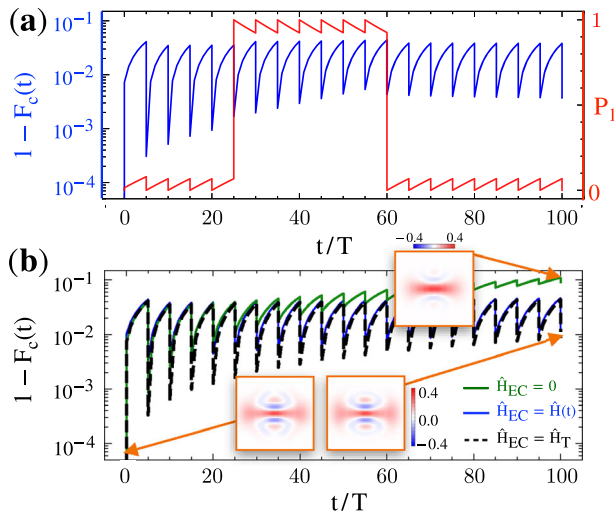 (a)
10⁻¹
10⁻²
10⁻³
10⁻⁴
1 − F_c(t)
1
P₁
0
0 20 40 60 80 100
t/T
(b)
−0.4 0.4
10⁻¹
10⁻²
10⁻³
10⁻⁴
1 − F_c(t)
0.4
0.0
−0.4
Ĥ_EC = 0
Ĥ_EC = Ĥ(t)
Ĥ_EC = Ĥ_T
0 20 40 60 80 100
t/T